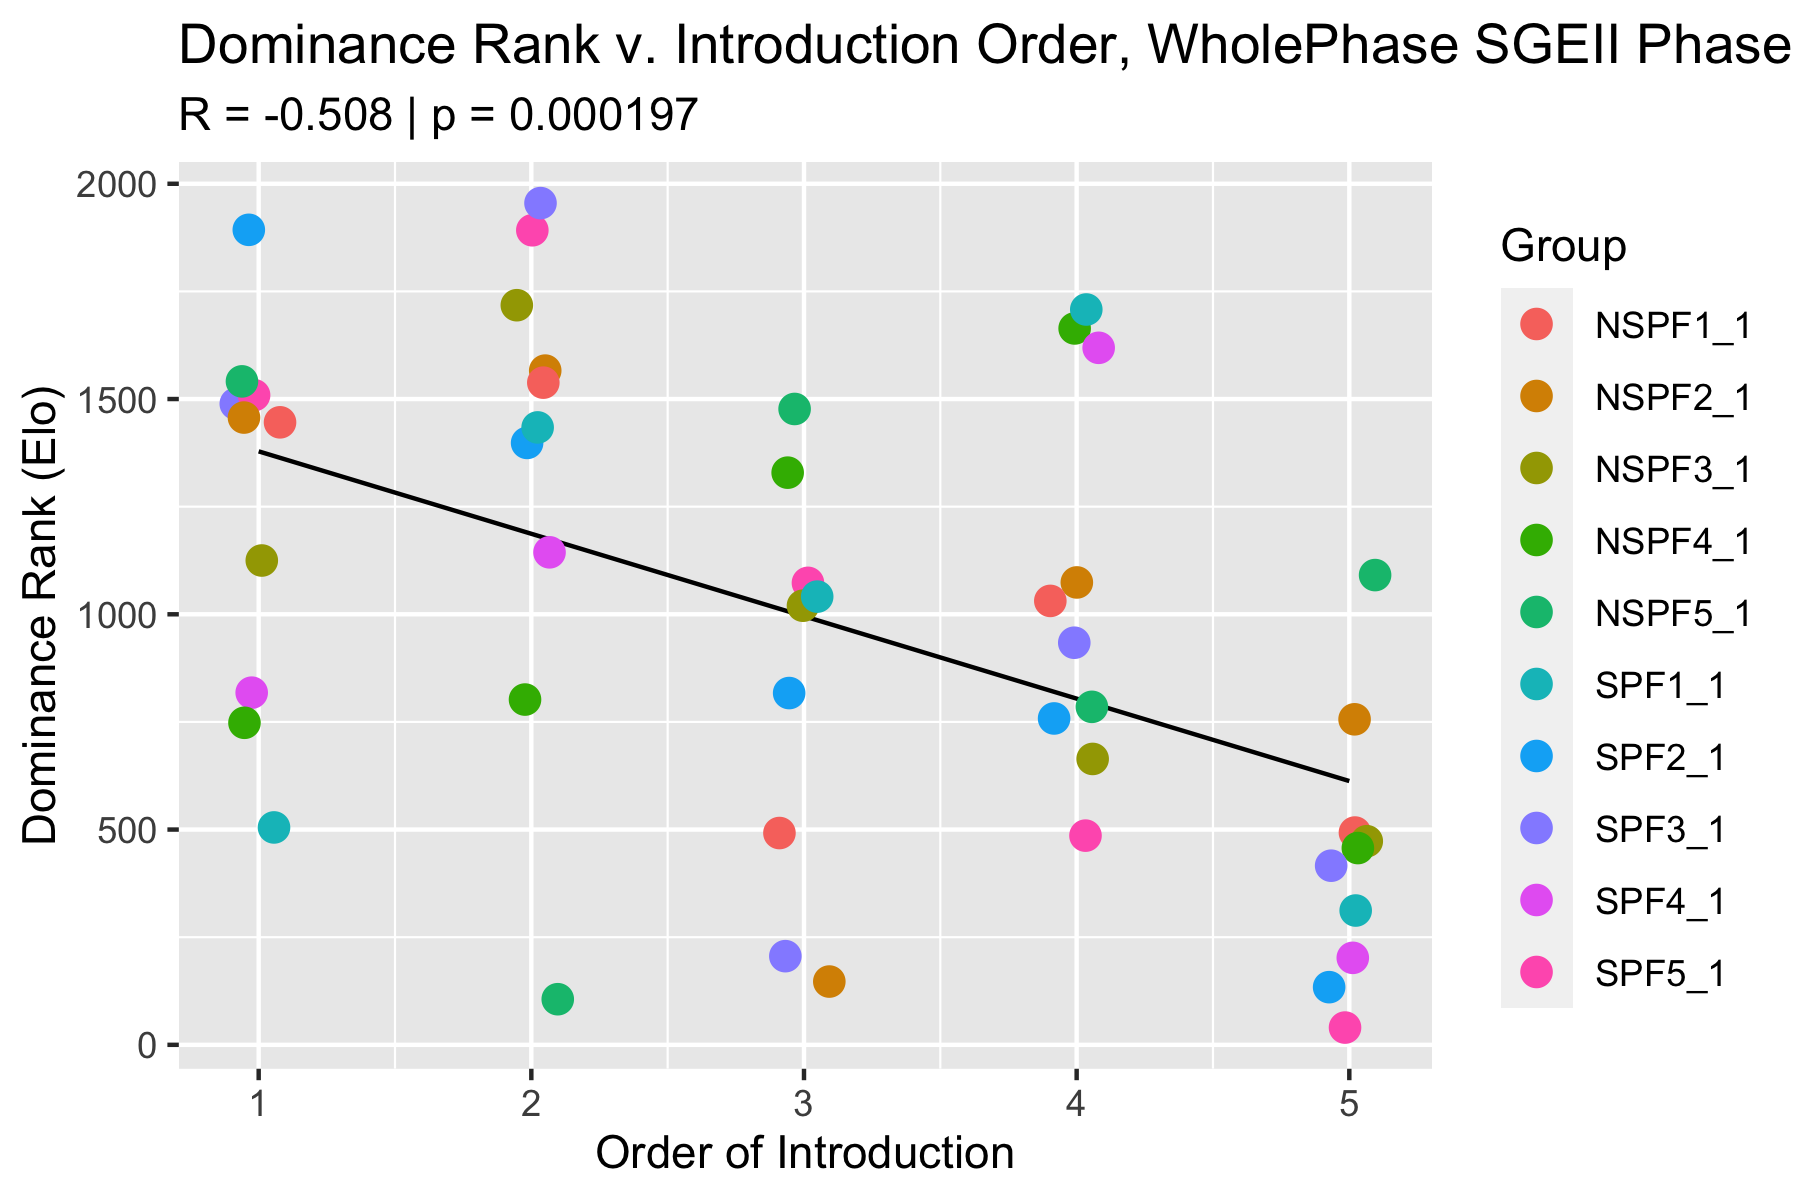 Dominance Rank v. Introduction Order, WholePhase SGEII Phase
R = -0.508 | p = 0.000197
Dominance Rank (Elo)
2000
1500
1000
500
0
1 2 3 4 5
Order of Introduction
Group
NSPF1_1
NSPF2_1
NSPF3_1
NSPF4_1
NSPF5_1
SPF1_1
SPF2_1
SPF3_1
SPF4_1
SPF5_1